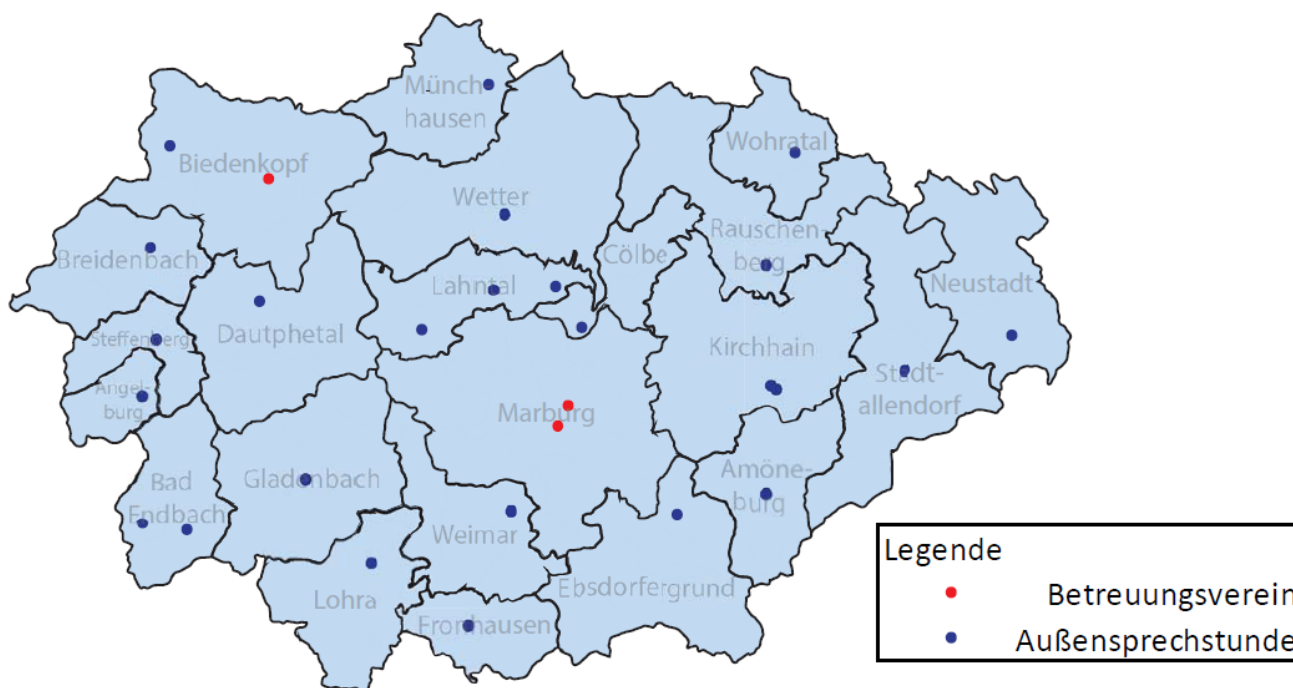 Münch
hausen
Wohratal
Biedenkopf
Wetter
Rauschen-
berg
Cölbe
Breidenbach
Lahntal
Neustadt
Steffenberg
Dautphetal
Kirchhain
Angel-
burg
Stadt-
allendorf
Marburg
Bad
Endbach
Gladenbach
Amöne-
burg
Weimar
Lohra
Ebsdorfergrund
Fronhausen
Legende
Betreuungsverein
Außensprechstunde